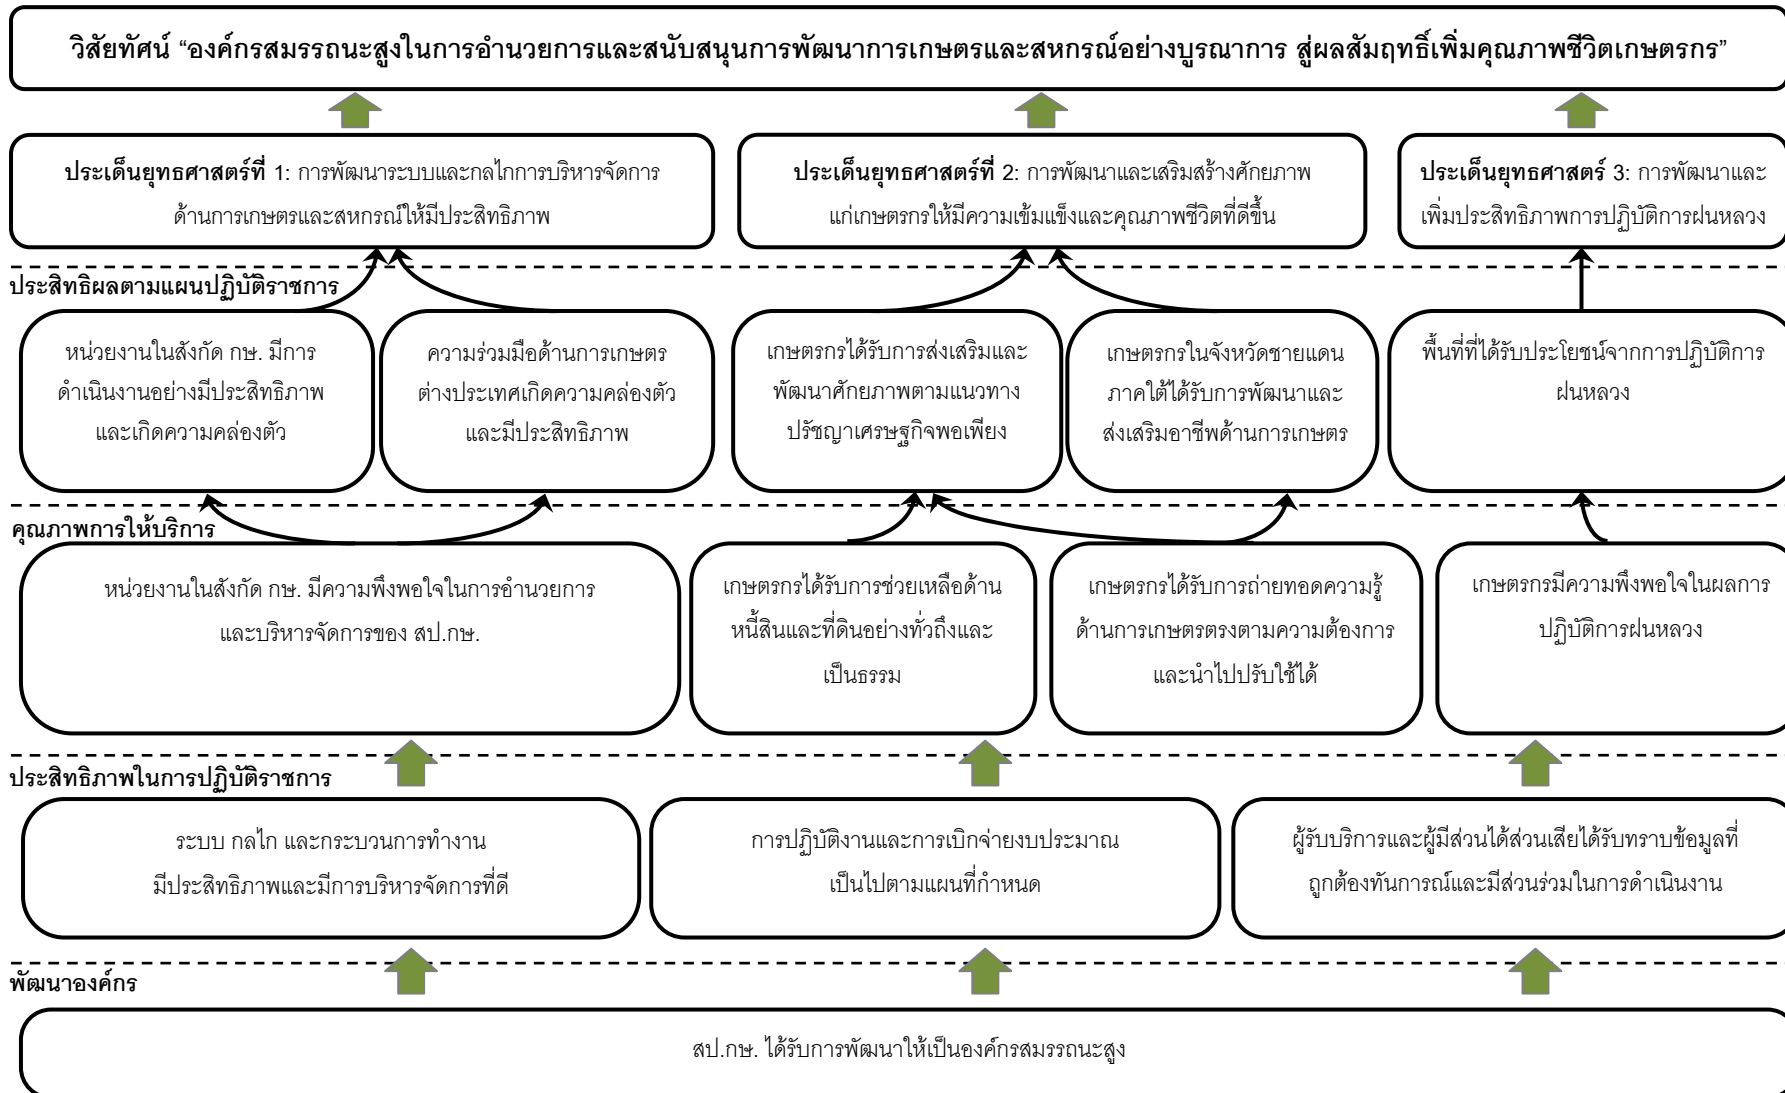 วิสัยทัศน์ “องค์กรสมรรถนะสูงในการอำนวยการและสนับสนุนการพัฒนาการเกษตรและสหกรณ์อย่างบูรณาการ สู่ผลสัมฤทธิ์เพิ่มคุณภาพชีวิตเกษตรกร”
ประเด็นยุทธศาสตร์ที่ 1: การพัฒนาระบบและกลไกการบริหารจัดการ
ด้านการเกษตรและสหกรณ์ให้มีประสิทธิภาพ
ประเด็นยุทธศาสตร์ที่ 2: การพัฒนาและเสริมสร้างศักยภาพ
แก่เกษตรกรให้มีความเข้มแข็งและคุณภาพชีวิตที่ดีขึ้น
ประเด็นยุทธศาสตร์ 3: การพัฒนาและ
เพิ่มประสิทธิภาพการปฏิบัติการฝนหลวง
ประสิทธิผลตามแผนปฏิบัติราชการ
หน่วยงานในสังกัด กษ. มีการ
ดำเนินงานอย่างมีประสิทธิภาพ
และเกิดความคล่องตัว
ความร่วมมือด้านการเกษตร
ต่างประเทศเกิดความคล่องตัว
และมีประสิทธิภาพ
เกษตรกรได้รับการส่งเสริมและ
พัฒนาศักยภาพตามแนวทาง
ปรัชญาเศรษฐกิจพอเพียง
เกษตรกรในจังหวัดชายแดน
ภาคใต้ได้รับการพัฒนาและ
ส่งเสริมอาชีพด้านการเกษตร
พื้นที่ที่ได้รับประโยชน์จากการปฏิบัติการ
ฝนหลวง
คุณภาพการให้บริการ
หน่วยงานในสังกัด กษ. มีความพึงพอใจในการอำนวยการ
และบริหารจัดการของ สป.กษ.
เกษตรกรได้รับการช่วยเหลือด้าน
หนี้สินและที่ดินอย่างทั่วถึงและ
เป็นธรรม
เกษตรกรได้รับการถ่ายทอดความรู้
ด้านการเกษตรตรงตามความต้องการ
และนำไปปรับใช้ได้
เกษตรกรมีความพึงพอใจในผลการ
ปฏิบัติการฝนหลวง
ประสิทธิภาพในการปฏิบัติราชการ
ระบบ กลไก และกระบวนการทำงาน
มีประสิทธิภาพและมีการบริหารจัดการที่ดี
การปฏิบัติงานและการเบิกจ่ายงบประมาณ
เป็นไปตามแผนที่กำหนด
ผู้รับบริการและผู้มีส่วนได้ส่วนเสียได้รับทราบข้อมูลที่
ถูกต้องทันการณ์และมีส่วนร่วมในการดำเนินงาน
พัฒนาองค์กร
สป.กษ. ได้รับการพัฒนาให้เป็นองค์กรสมรรถนะสูง